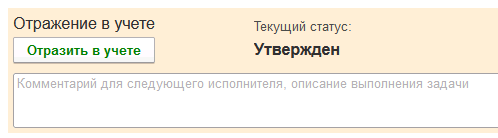 Отражение в учете
Текущий статус:
Отразить в учете
Утвержден
Комментарий для следующего исполнителя, описание выполнения задачи